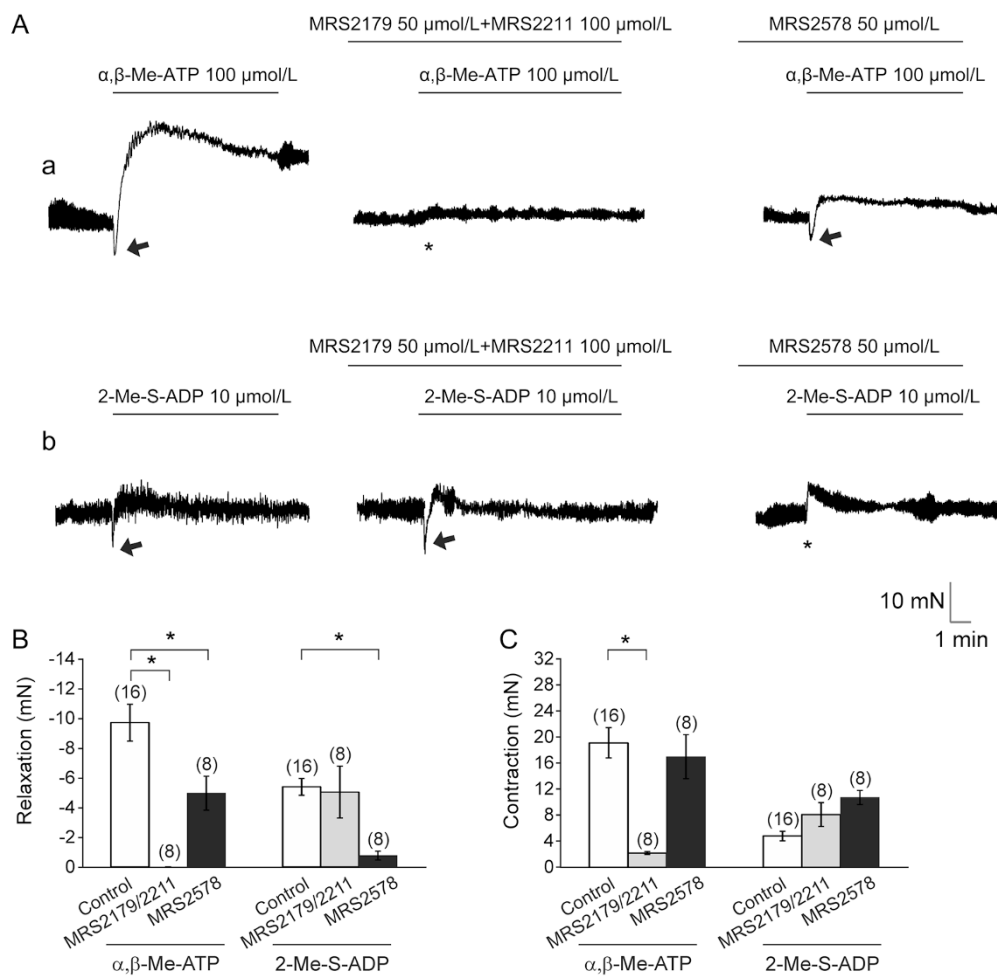 A
MRS2179 50 μmol/L+MRS2211 100 μmol/L
MRS2578 50 μmol/L
α,β-Me-ATP 100 μmol/L
α,β-Me-ATP 100 μmol/L
α,β-Me-ATP 100 μmol/L
a
*
MRS2179 50 μmol/L+MRS2211 100 μmol/L
MRS2578 50 μmol/L
2-Me-S-ADP 10 μmol/L
2-Me-S-ADP 10 μmol/L
2-Me-S-ADP 10 μmol/L
b
*
10 mN
1 min
B
Relaxation (mN)
-14
-12
-10
-8
-6
-4
-2
0
*
*
*
(16)
(8)
(8)
(16)
(8)
(8)
Control
MRS2179/2211
MRS2578
Control
MRS2179/2211
MRS2578
α,β-Me-ATP
2-Me-S-ADP
C
Contraction (mN)
32
28
24
20
16
12
8
4
0
*
(16)
(8)
(8)
(16)
(8)
(8)
Control
MRS2179/2211
MRS2578
Control
MRS2179/2211
MRS2578
α,β-Me-ATP
2-Me-S-ADP